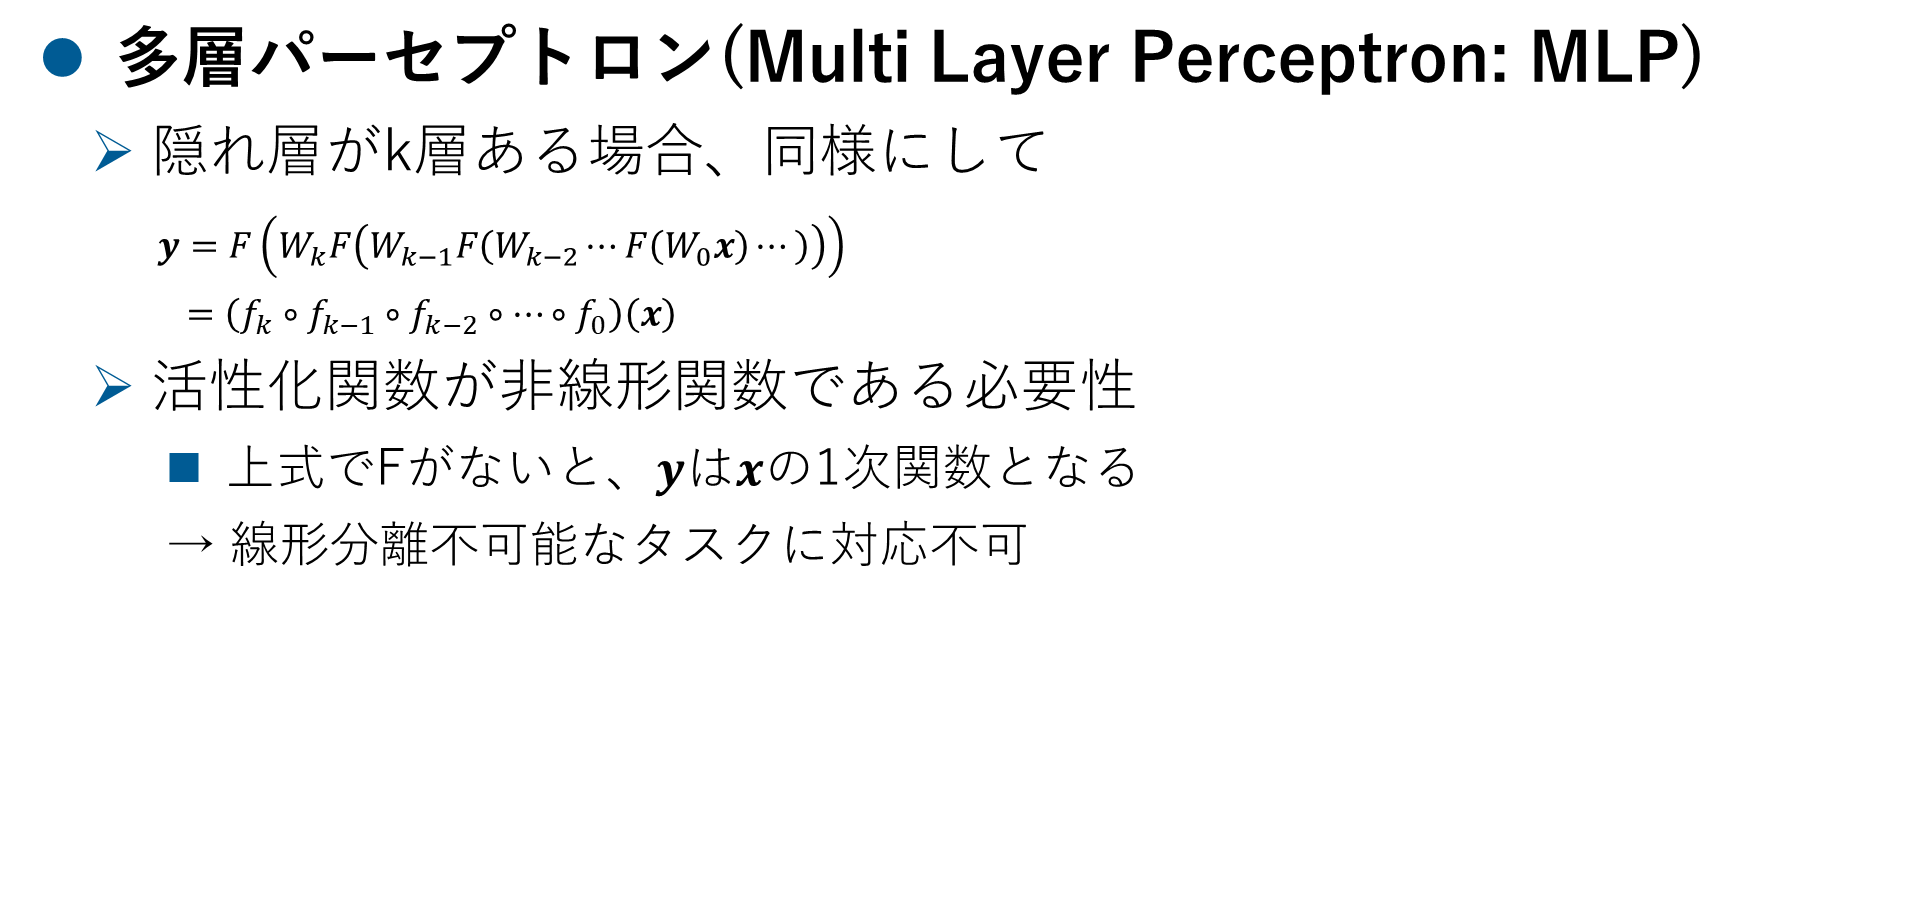 ● 多層パーセプトロン(Multi Layer Perceptron: MLP)
➢ 隠れ層がk層ある場合、同様にして
𝒚 = F(W_k F(W_{k−1} F(W_{k−2} ⋯ F(W_0 𝒙) ⋯ )))
= (f_k ∘ f_{k−1} ∘ f_{k−2} ∘ ⋯ ∘ f_0)(𝒙)
➢ 活性化関数が非線形関数である必要性
■ 上式でFがないと、𝒚は𝒙の1次関数となる
→ 線形分離不可能なタスクに対応不可